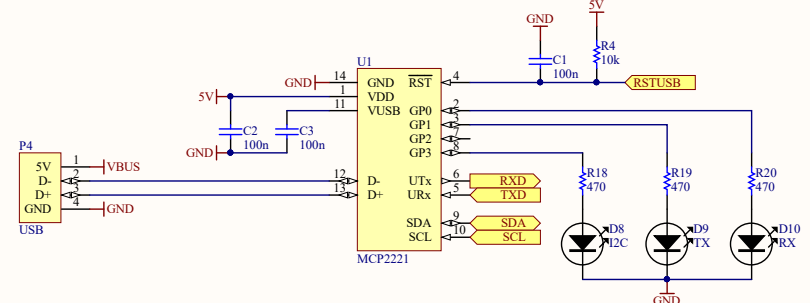 5V
GND
R4
10k
C1
100n
U1
GND 14 GND RST 4 RSTUSB
5V 1 VDD
11 VUSB GP0 2
GP1 3
C2 C3 GP2 7
100n 100n
GND GP3 8
P4
5V 1 VBUS
D- 2 12 D- UTx 6 RXD
D+ 3 13 D+ URx 5 TXD
GND 4 GND
USB
SDA 9 SDA
SCL 10 SCL
MCP2221
R18 R19 R20
470 470 470
D8 D9 D10
I2C TX RX
GND